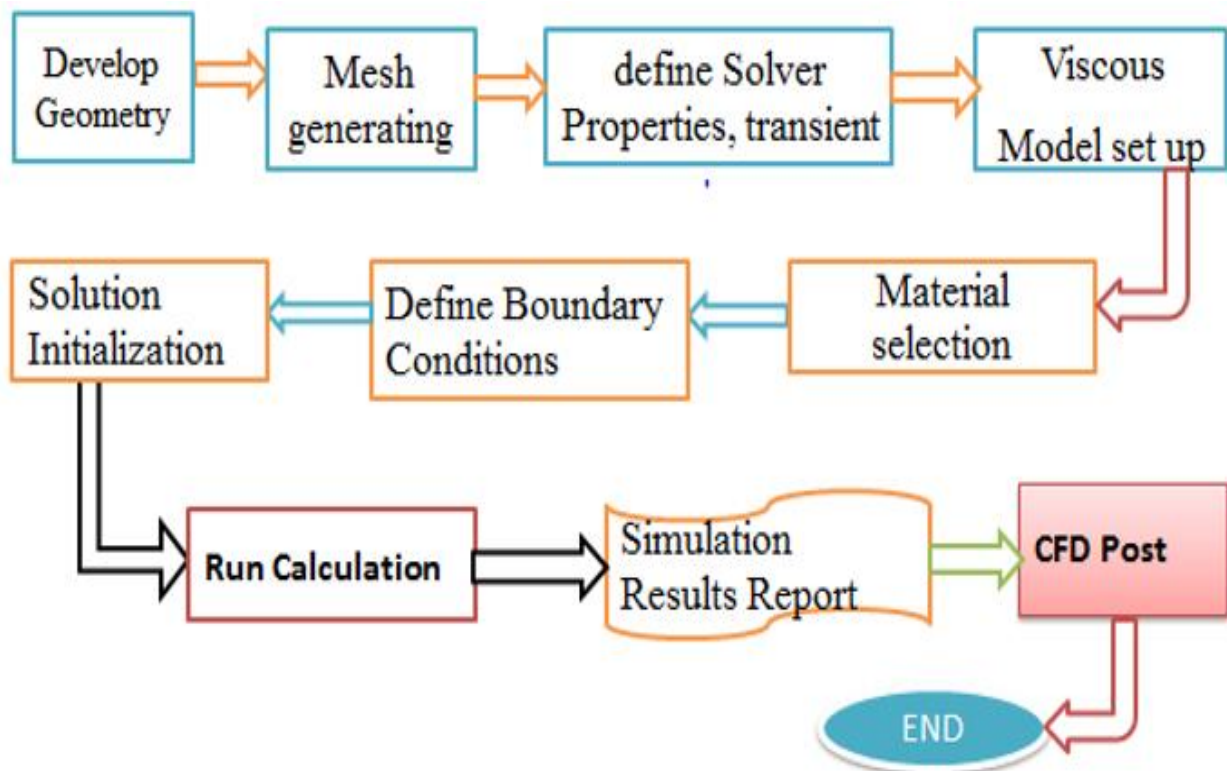 Develop
Geometry
Mesh
generating
define Solver
Properties, transient
Viscous
Model set up
Material
selection
Define Boundary
Conditions
Solution
Initialization
Run Calculation
Simulation
Results Report
CFD Post
END